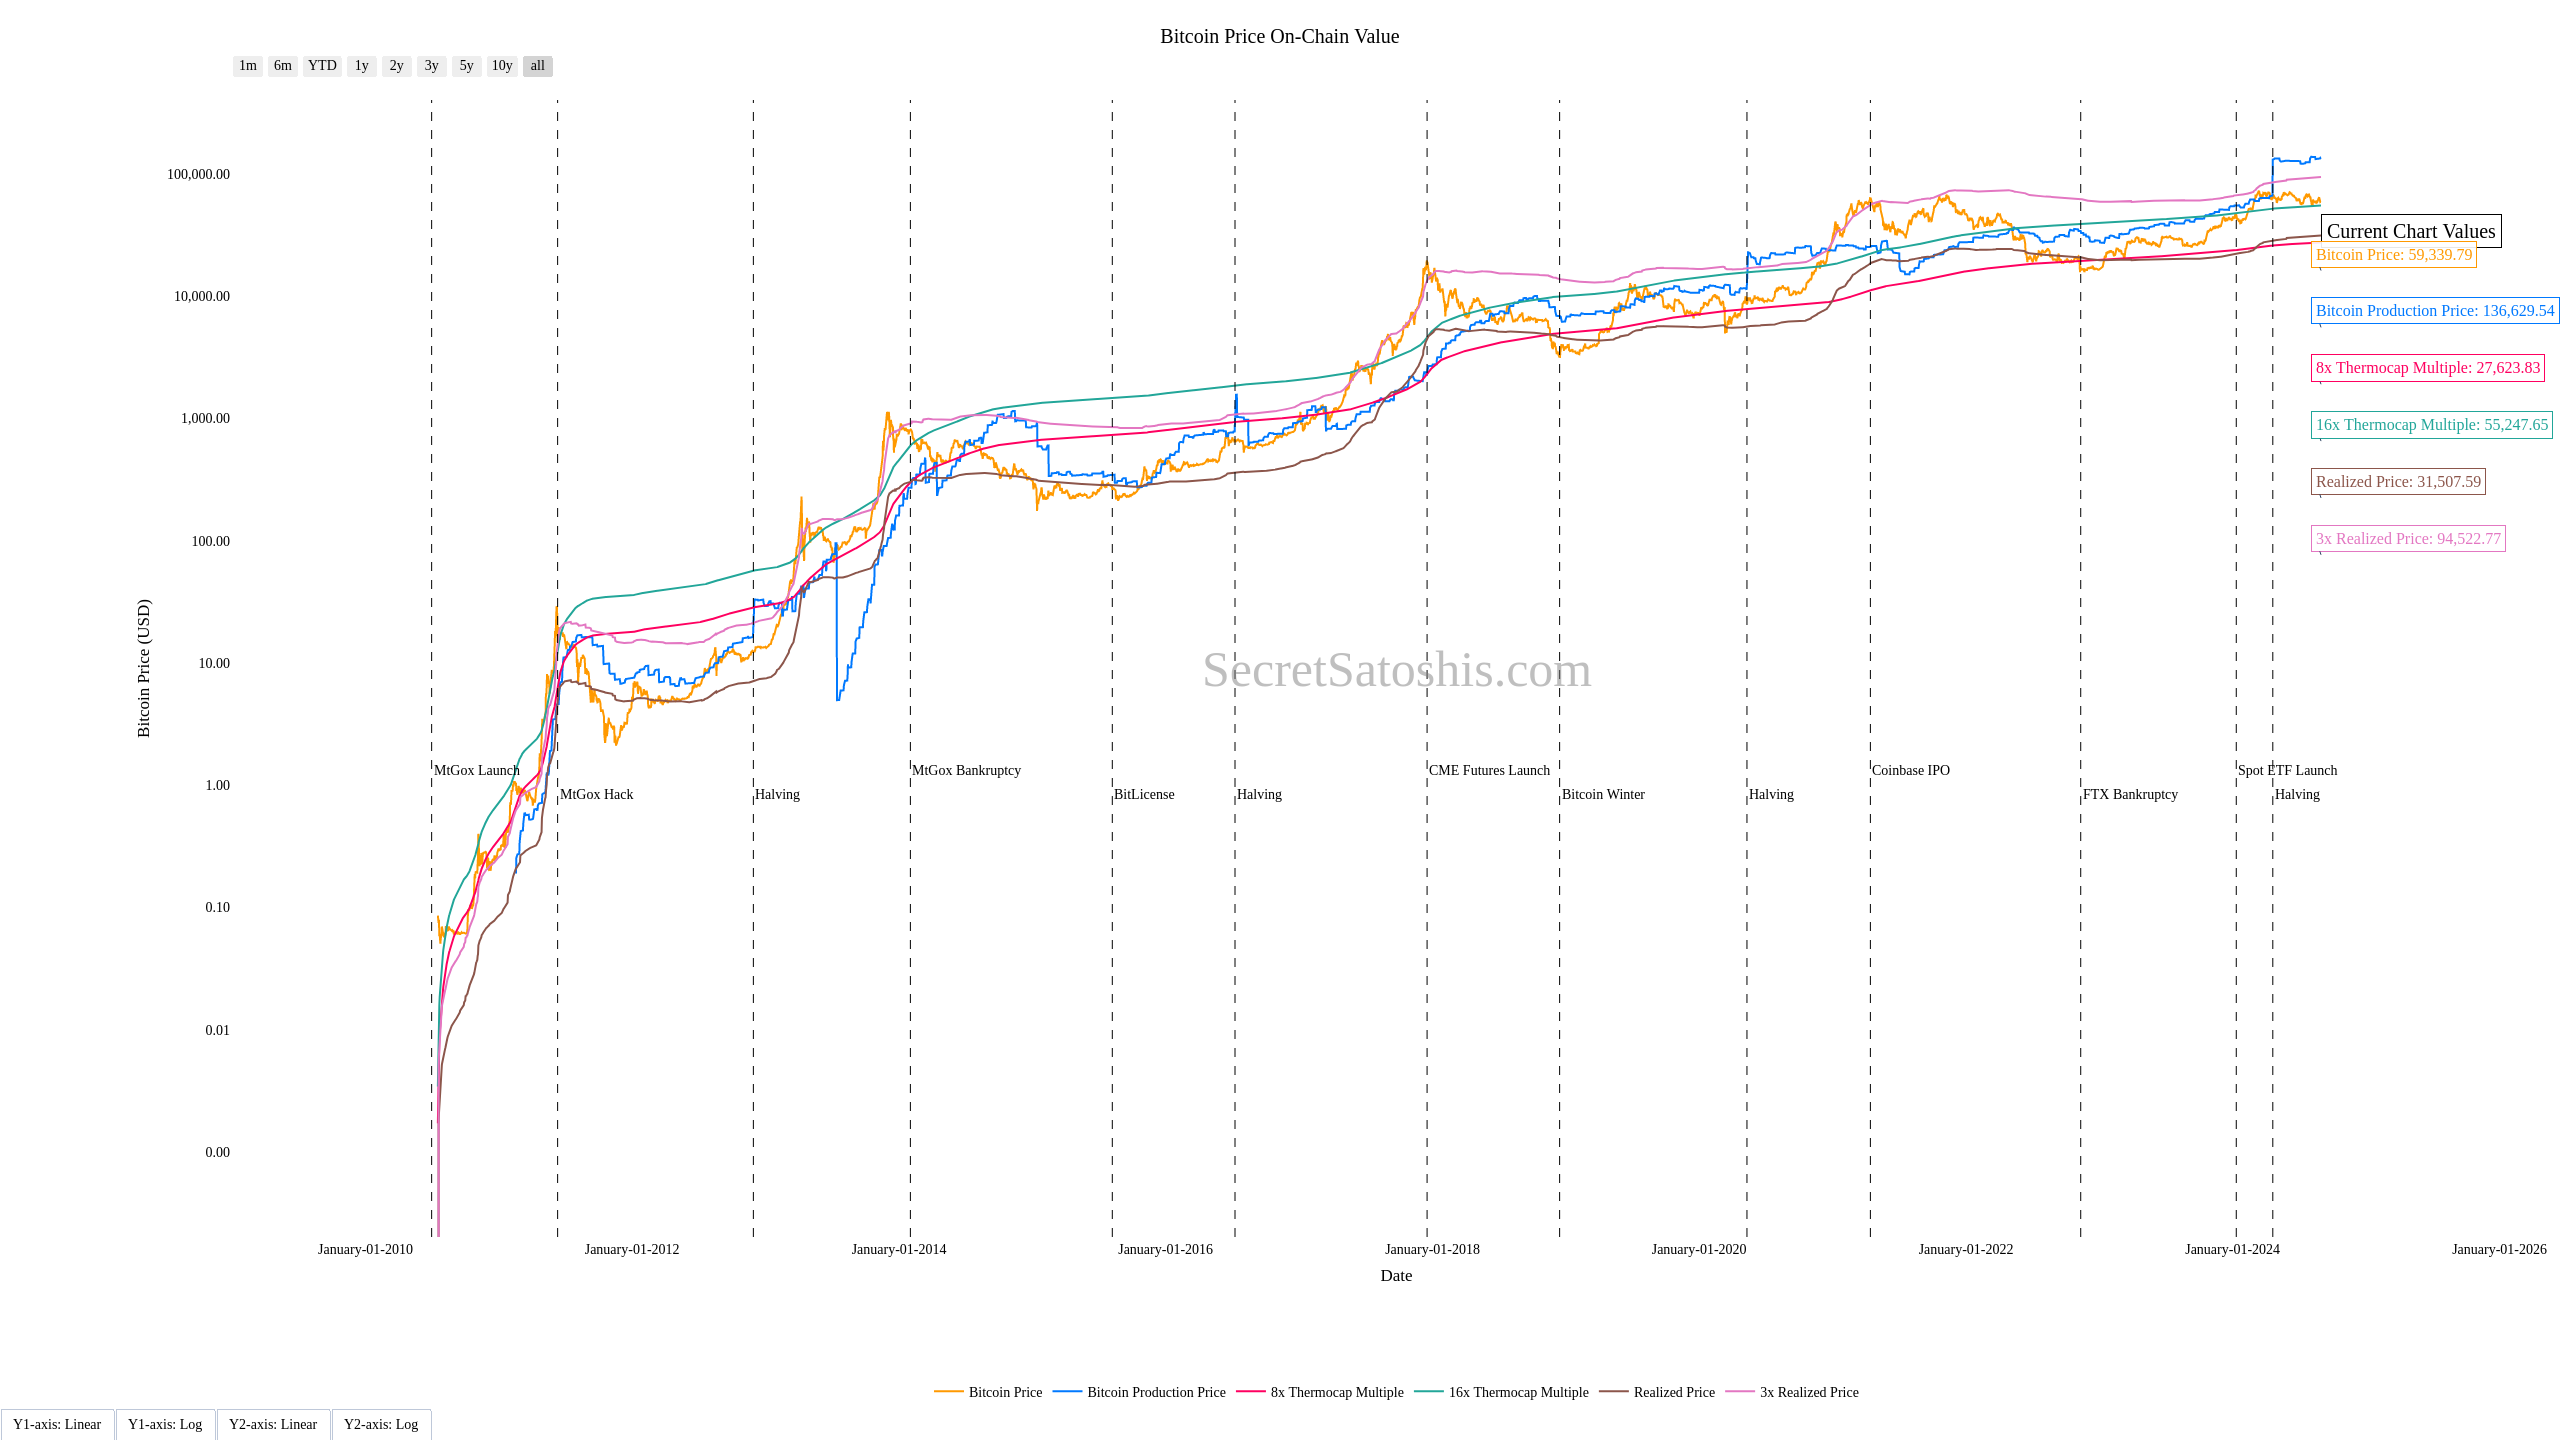 Bitcoin Price On-Chain Value
1m 6m YTD 1y 2y 3y 5y 10y all
100,000.00
10,000.00
1,000.00
100.00
10.00
1.00
0.10
0.01
0.00
Bitcoin Price (USD)
Current Chart Values
Bitcoin Price: 59,339.79
Bitcoin Production Price: 136,629.54
8x Thermocap Multiple: 27,623.83
16x Thermocap Multiple: 55,247.65
Realized Price: 31,507.59
3x Realized Price: 94,522.77
SecretSatoshis.com
MtGox Launch
MtGox Hack
Halving
MtGox Bankruptcy
BitLicense
Halving
CME Futures Launch
Bitcoin Winter
Halving
Coinbase IPO
FTX Bankruptcy
Spot ETF Launch
Halving
January-01-2010 January-01-2012 January-01-2014 January-01-2016 January-01-2018 January-01-2020 January-01-2022 January-01-2024 January-01-2026
Date
Bitcoin Price Bitcoin Production Price 8x Thermocap Multiple 16x Thermocap Multiple Realized Price 3x Realized Price
Y1-axis: Linear Y1-axis: Log Y2-axis: Linear Y2-axis: Log